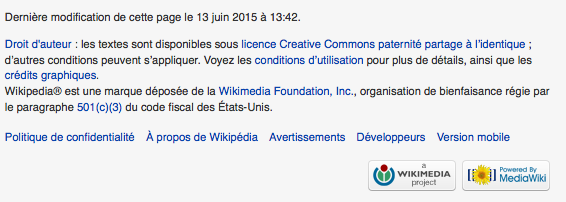 Dernière modification de cette page le 13 juin 2015 à 13:42.
Droit d'auteur : les textes sont disponibles sous licence Creative Commons paternité partage à l'identique ;
d'autres conditions peuvent s'appliquer. Voyez les conditions d'utilisation pour plus de détails, ainsi que les
crédits graphiques.
Wikipedia® est une marque déposée de la Wikimedia Foundation, Inc., organisation de bienfaisance régie par
le paragraphe 501(c)(3) du code fiscal des États-Unis.
Politique de confidentialité À propos de Wikipédia Avertissements Développeurs Version mobile
a
WIKIMEDIA
project
Powered By
MediaWiki